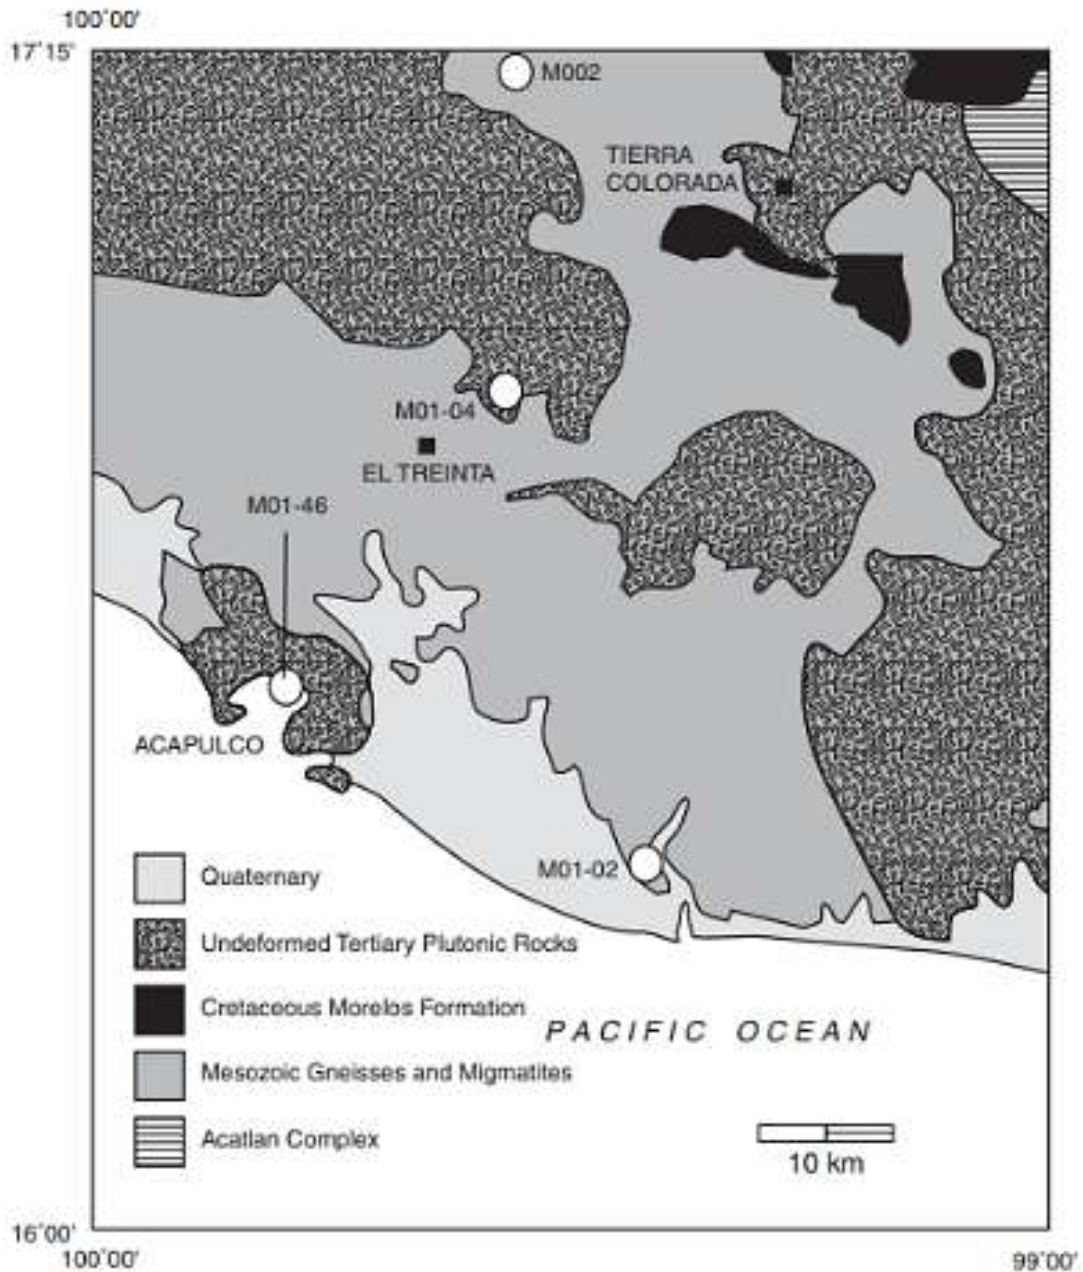 100°00'
17°15'
M002
TIERRA
COLORADA
M01-04
EL TREINTA
M01-46
ACAPULCO
M01-02
Quaternary
Undeformed Tertiary Plutonic Rocks
Cretaceous Morelos Formation
PACIFIC OCEAN
Mesozoic Gneisses and Migmatites
Acatlan Complex
10 km
16°00'
100°00'
99°00'